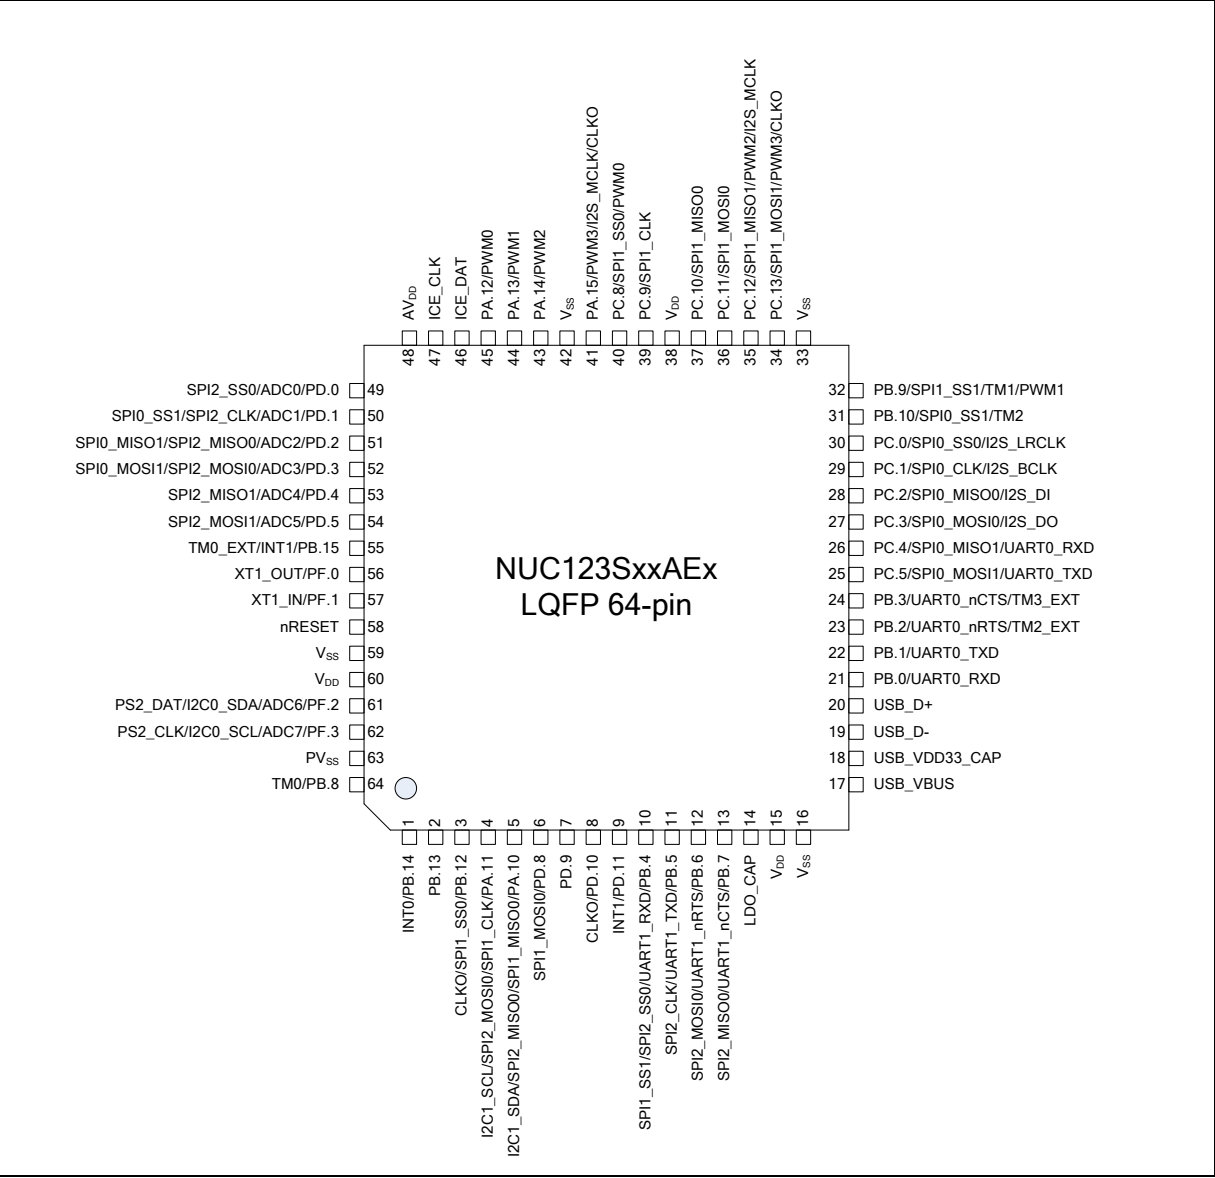 AVDD
ICE_CLK
ICE_DAT
PA.12/PWM0
PA.13/PWM1
PA.14/PWM2
VSS
PA.15/PWM3/I2S_MCLK/CLKO
PC.8/SPI1_SS0/PWM0
PC.9/SPI1_CLK
VDD
PC.10/SPI1_MISO0
PC.11/SPI1_MOSI0
PC.12/SPI1_MISO1/PWM2/I2S_MCLK
PC.13/SPI1_MOSI1/PWM3/CLKO
VSS
48 47 46 45 44 43 42 41 40 39 38 37 36 35 34 33
SPI2_SS0/ADC0/PD.0 49
SPI0_SS1/SPI2_CLK/ADC1/PD.1 50
SPI0_MISO1/SPI2_MISO0/ADC2/PD.2 51
SPI0_MOSI1/SPI2_MOSI0/ADC3/PD.3 52
SPI2_MISO1/ADC4/PD.4 53
SPI2_MOSI1/ADC5/PD.5 54
TM0_EXT/INT1/PB.15 55
XT1_OUT/PF.0 56
XT1_IN/PF.1 57
nRESET 58
VSS 59
VDD 60
PS2_DAT/I2C0_SDA/ADC6/PF.2 61
PS2_CLK/I2C0_SCL/ADC7/PF.3 62
PVSS 63
TM0/PB.8 64
NUC123SxxAEx
LQFP 64-pin
32 PB.9/SPI1_SS1/TM1/PWM1
31 PB.10/SPI0_SS1/TM2
30 PC.0/SPI0_SS0/I2S_LRCLK
29 PC.1/SPI0_CLK/I2S_BCLK
28 PC.2/SPI0_MISO0/I2S_DI
27 PC.3/SPI0_MOSI0/I2S_DO
26 PC.4/SPI0_MISO1/UART0_RXD
25 PC.5/SPI0_MOSI1/UART0_TXD
24 PB.3/UART0_nCTS/TM3_EXT
23 PB.2/UART0_nRTS/TM2_EXT
22 PB.1/UART0_TXD
21 PB.0/UART0_RXD
20 USB_D+
19 USB_D-
18 USB_VDD33_CAP
17 USB_VBUS
1 2 3 4 5 6 7 8 9 10 11 12 13 14 15 16
INT0/PB.14
PB.13
CLKO/SPI1_SS0/PB.12
I2C1_SCL/SPI2_MOSI0/SPI1_CLK/PA.11
I2C1_SDA/SPI2_MISO0/SPI1_MISO0/PA.10
SPI1_MOSI0/PD.8
PD.9
CLKO/PD.10
INT1/PD.11
SPI1_SS1/SPI2_SS0/UART1_RXD/PB.4
SPI2_CLK/UART1_TXD/PB.5
SPI2_MOSI0/UART1_nRTS/PB.6
SPI2_MISO0/UART1_nCTS/PB.7
LDO_CAP
VDD
VSS